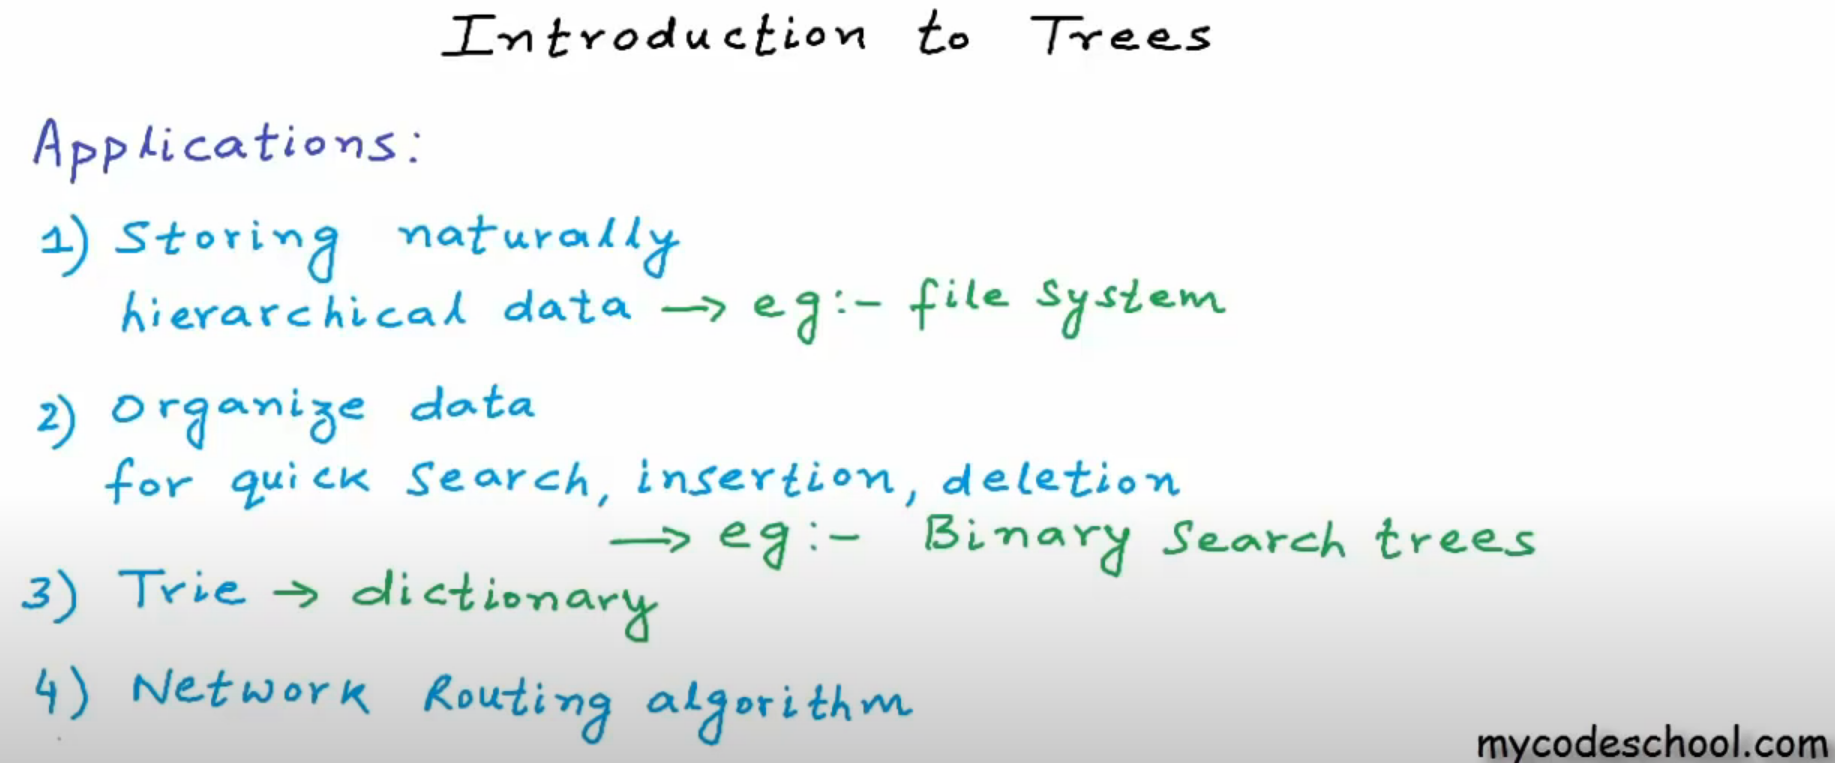 Introduction to Trees
Applications:
1) Storing naturally
hierarchical data → eg:- file system
2) Organize data
for quick search, insertion, deletion
→ eg:- Binary Search trees
3) Trie → dictionary
4) Network Routing algorithm
mycodeschool.com